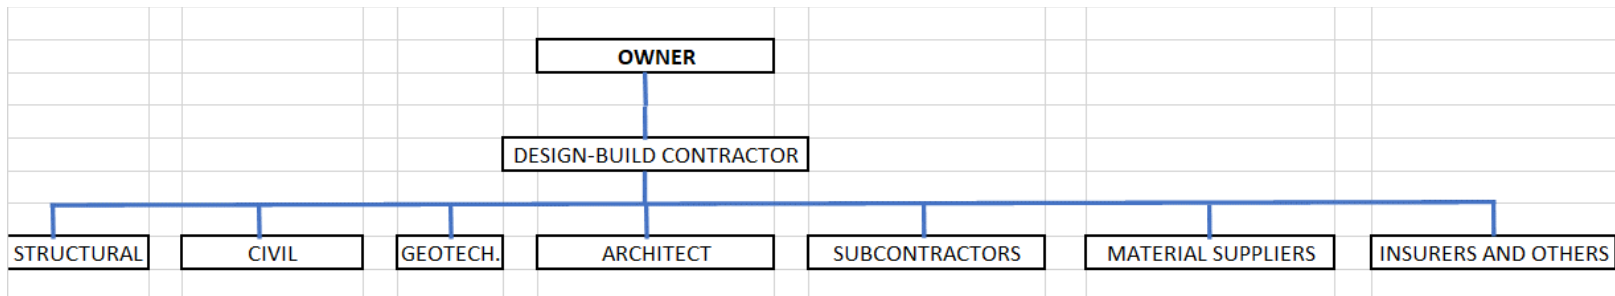 OWNER
DESIGN-BUILD CONTRACTOR
STRUCTURAL
CIVIL
GEOTECH.
ARCHITECT
SUBCONTRACTORS
MATERIAL SUPPLIERS
INSURERS AND OTHERS